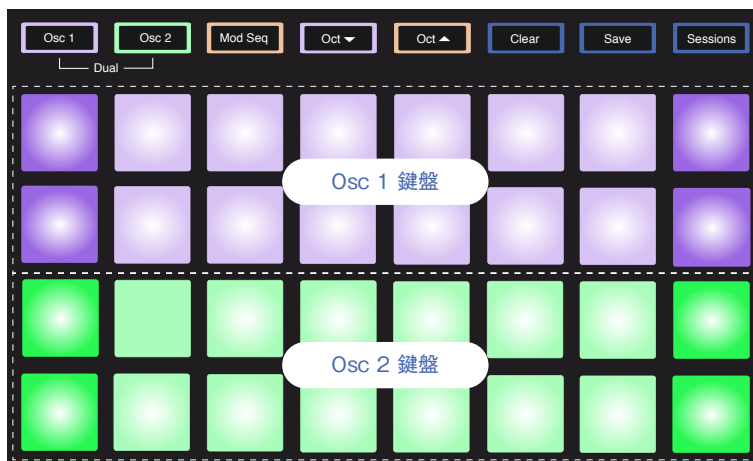 Osc 1
Osc 2
Mod Seq
Oct ▼
Oct ▲
Clear
Save
Sessions
Dual
Osc 1 鍵盤
Osc 2 鍵盤